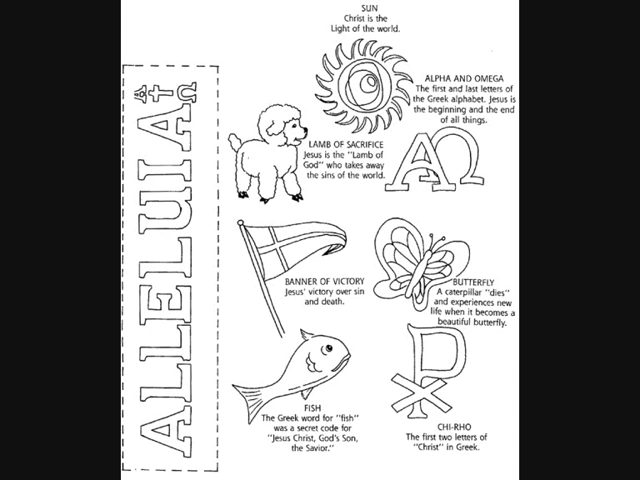 ALLELUIA
Α Ω
SUN
Christ is the
Light of the world.
ALPHA AND OMEGA
The first and last letters of
the Greek alphabet. Jesus is
the beginning and the end
of all things.
ΑΩ
LAMB OF SACRIFICE
Jesus is the "Lamb of
God" who takes away
the sins of the world.
BANNER OF VICTORY
Jesus' victory over sin
and death.
BUTTERFLY
A caterpillar "dies"
and experiences new
life when it becomes a
beautiful butterfly.
FISH
The Greek word for "fish"
was a secret code for
"Jesus Christ, God's Son,
the Savior."
CHI-RHO
The first two letters of
"Christ" in Greek.